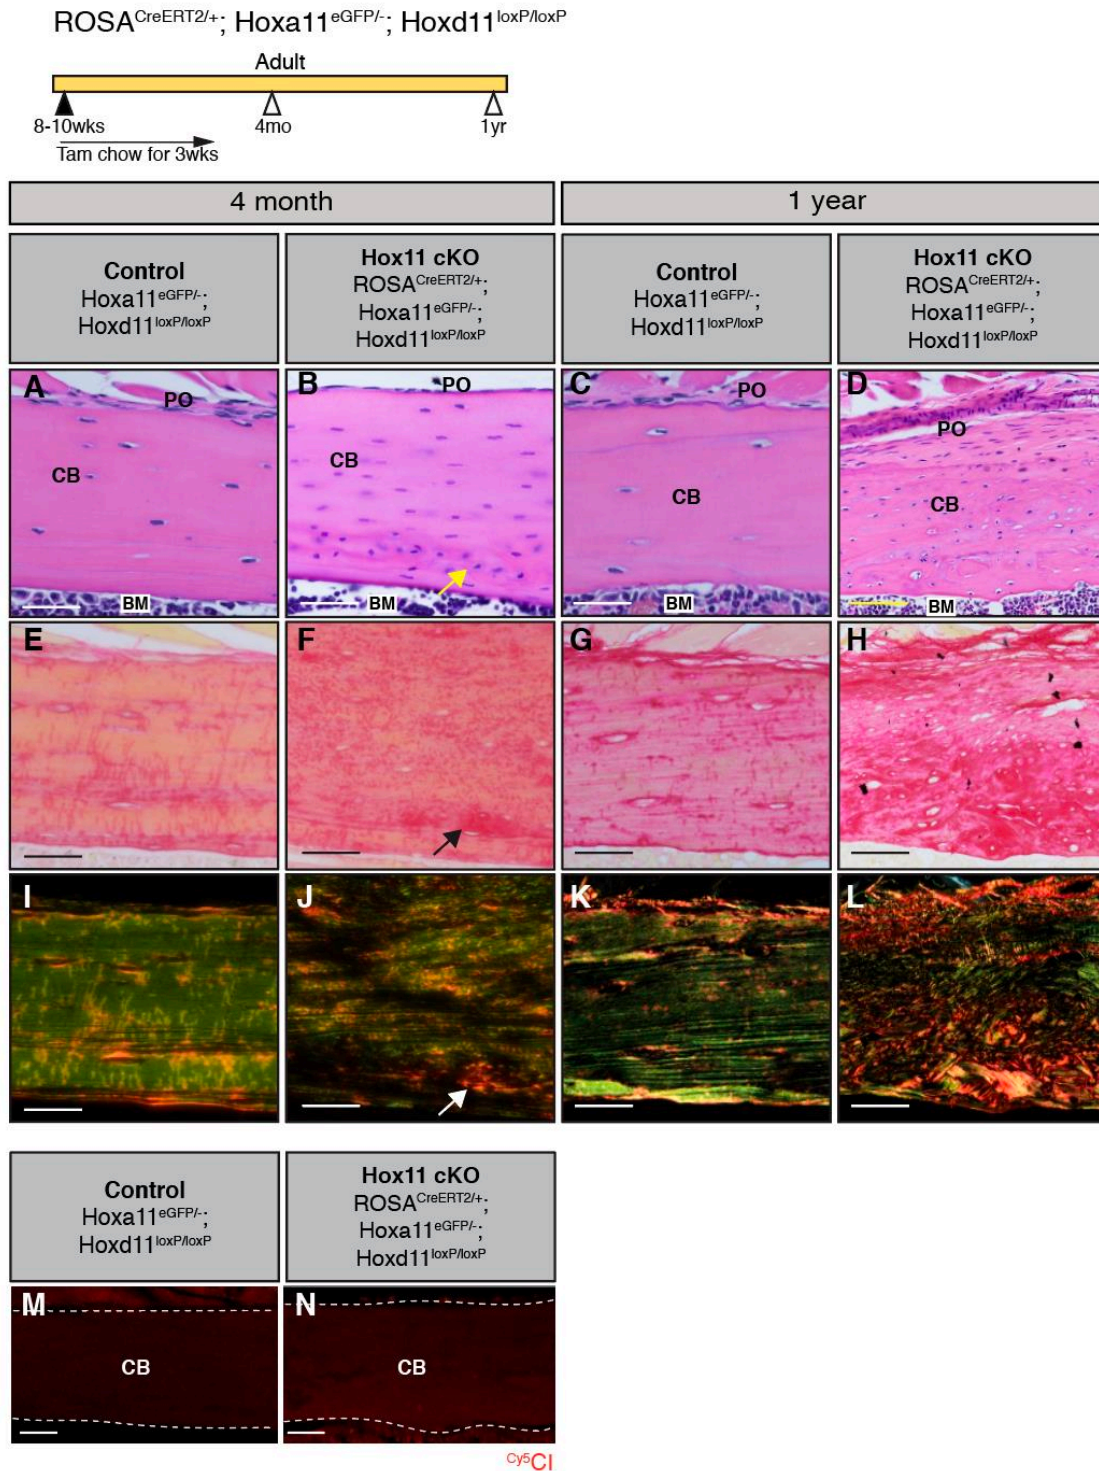 ROSACreERT2/+; Hoxa11eGFP/-; Hoxd11loxP/loxP
Adult
8-10wks 4mo 1yr
Tam chow for 3wks
4 month 1 year
Control
Hoxa11eGFP/-;
Hoxd11loxP/loxP
Hox11 cKO
ROSACreERT2/+;
Hoxa11eGFP/-;
Hoxd11loxP/loxP
Control
Hoxa11eGFP/-;
Hoxd11loxP/loxP
Hox11 cKO
ROSACreERT2/+;
Hoxa11eGFP/-;
Hoxd11loxP/loxP
A PO CB BM
B PO CB BM
C PO CB BM
D PO CB BM
E F G H
I J K L
Control
Hoxa11eGFP/-;
Hoxd11loxP/loxP
Hox11 cKO
ROSACreERT2/+;
Hoxa11eGFP/-;
Hoxd11loxP/loxP
M CB
N CB
Cy5CI